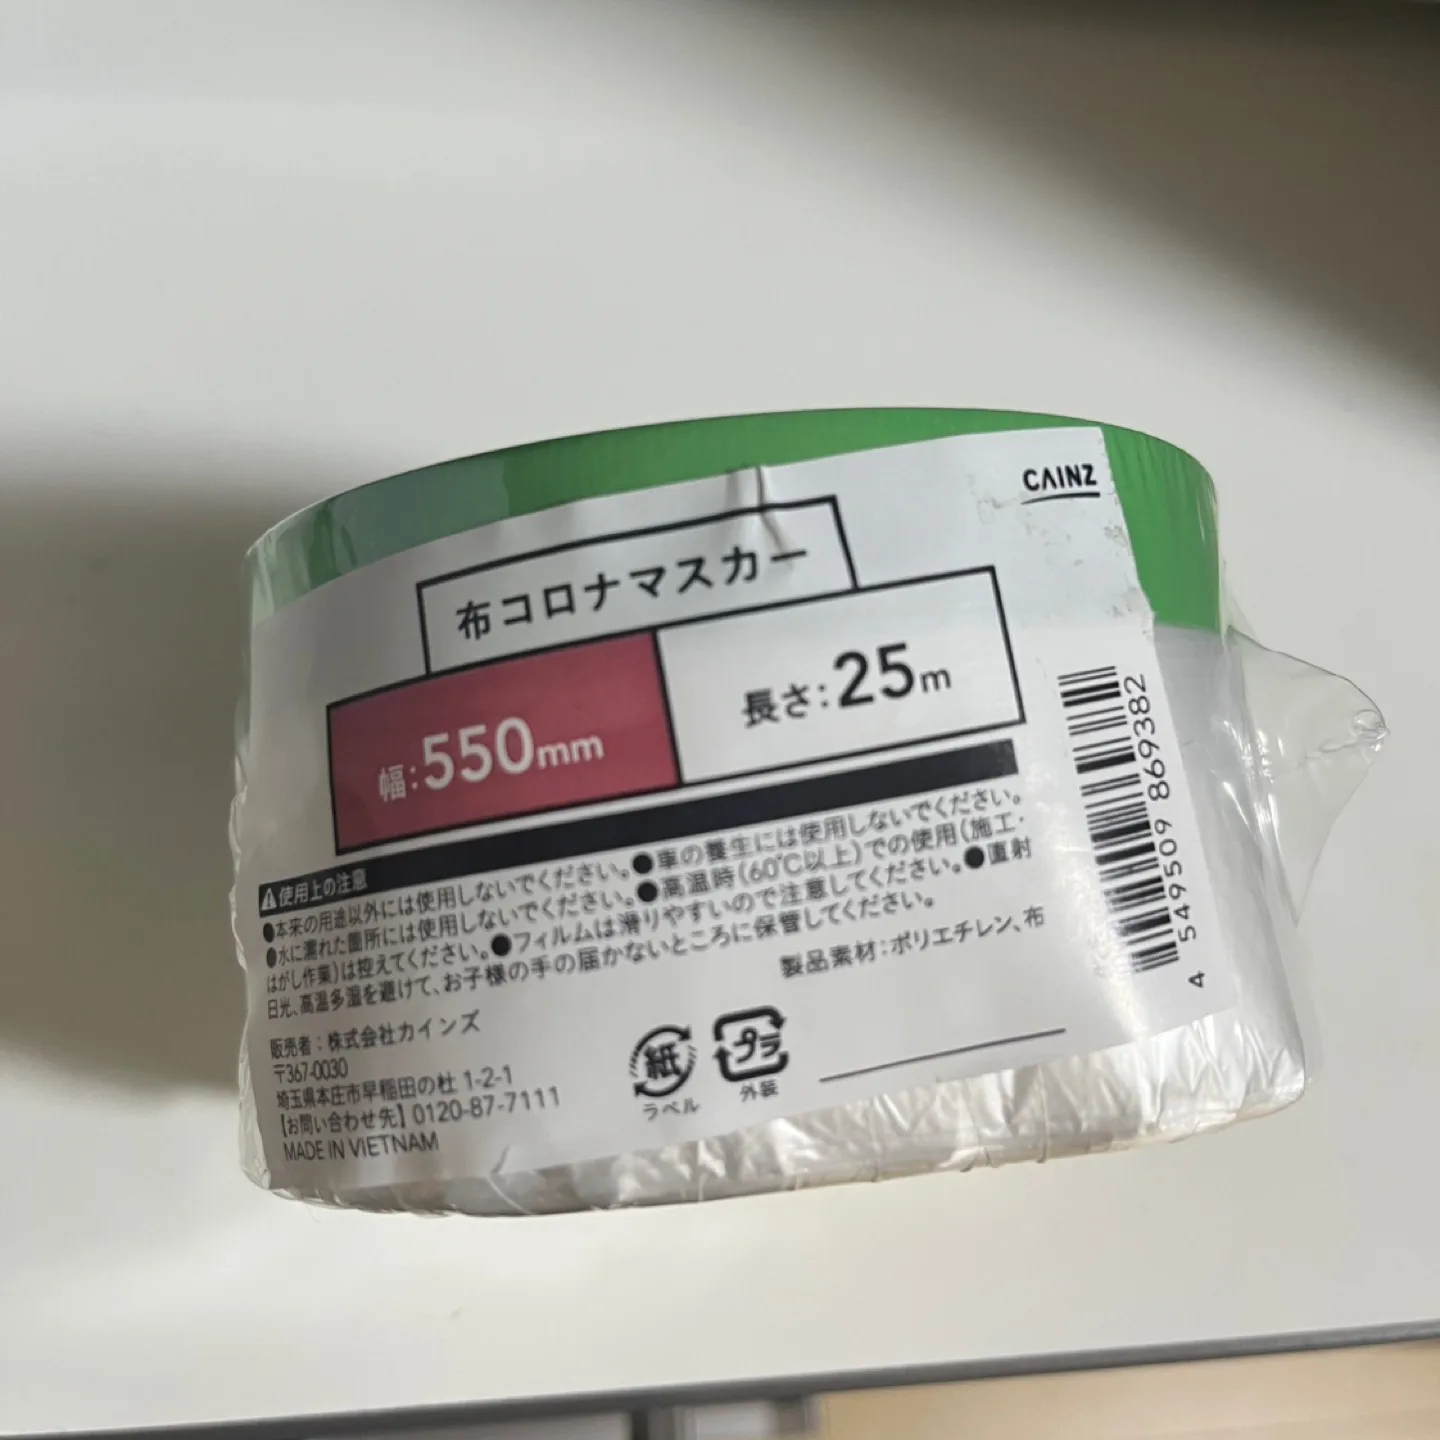 CAINZ
布コロナマスカー
幅:550mm
長さ:25m
使用上の注意
●本来の用途以外には使用しないでください。●車の養生には使用しないでください。
●水に濡れた箇所には使用しないでください。●高温時(60℃以上)での使用(施工・
はがし作業)は控えてください。●フィルムは滑りやすいので注意してください。●直射
日光、高温多湿を避けて、お子様の手の届かないところに保管してください。
製品素材:ポリエチレン、布
販売者:株式会社カインズ
〒367-0030
埼玉県本庄市早稲田の杜 1-2-1
【お問い合わせ先】0120-87-7111
MADE IN VIETNAM
紙
ラベル
プラ
外装
4 549509 869382